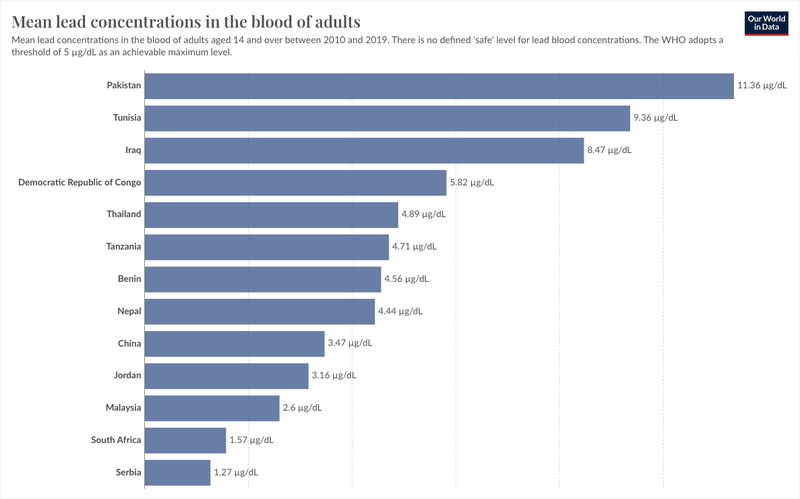 Mean lead concentrations in the blood of adults
Our World
in Data
Mean lead concentrations in the blood of adults aged 14 and over between 2010 and 2019. There is no defined 'safe' level for lead blood concentrations. The WHO adopts a
threshold of 5 µg/dL as an achievable maximum level.
Pakistan 11.36 µg/dL
Tunisia 9.36 µg/dL
Iraq 8.47 µg/dL
Democratic Republic of Congo 5.82 µg/dL
Thailand 4.89 µg/dL
Tanzania 4.71 µg/dL
Benin 4.56 µg/dL
Nepal 4.44 µg/dL
China 3.47 µg/dL
Jordan 3.16 µg/dL
Malaysia 2.6 µg/dL
South Africa 1.57 µg/dL
Serbia 1.27 µg/dL